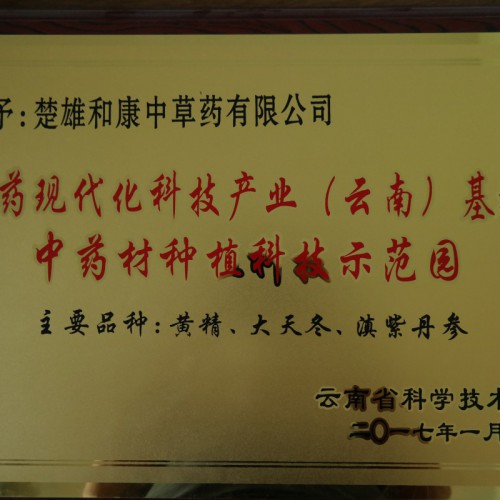 予:楚雄和康中草药有限公司
药现代化科技产业(云南)基
中药材种植科技示范园
主要品种:黄精、大天冬、滇紫丹参
云南省科学技术
二〇一七年一月